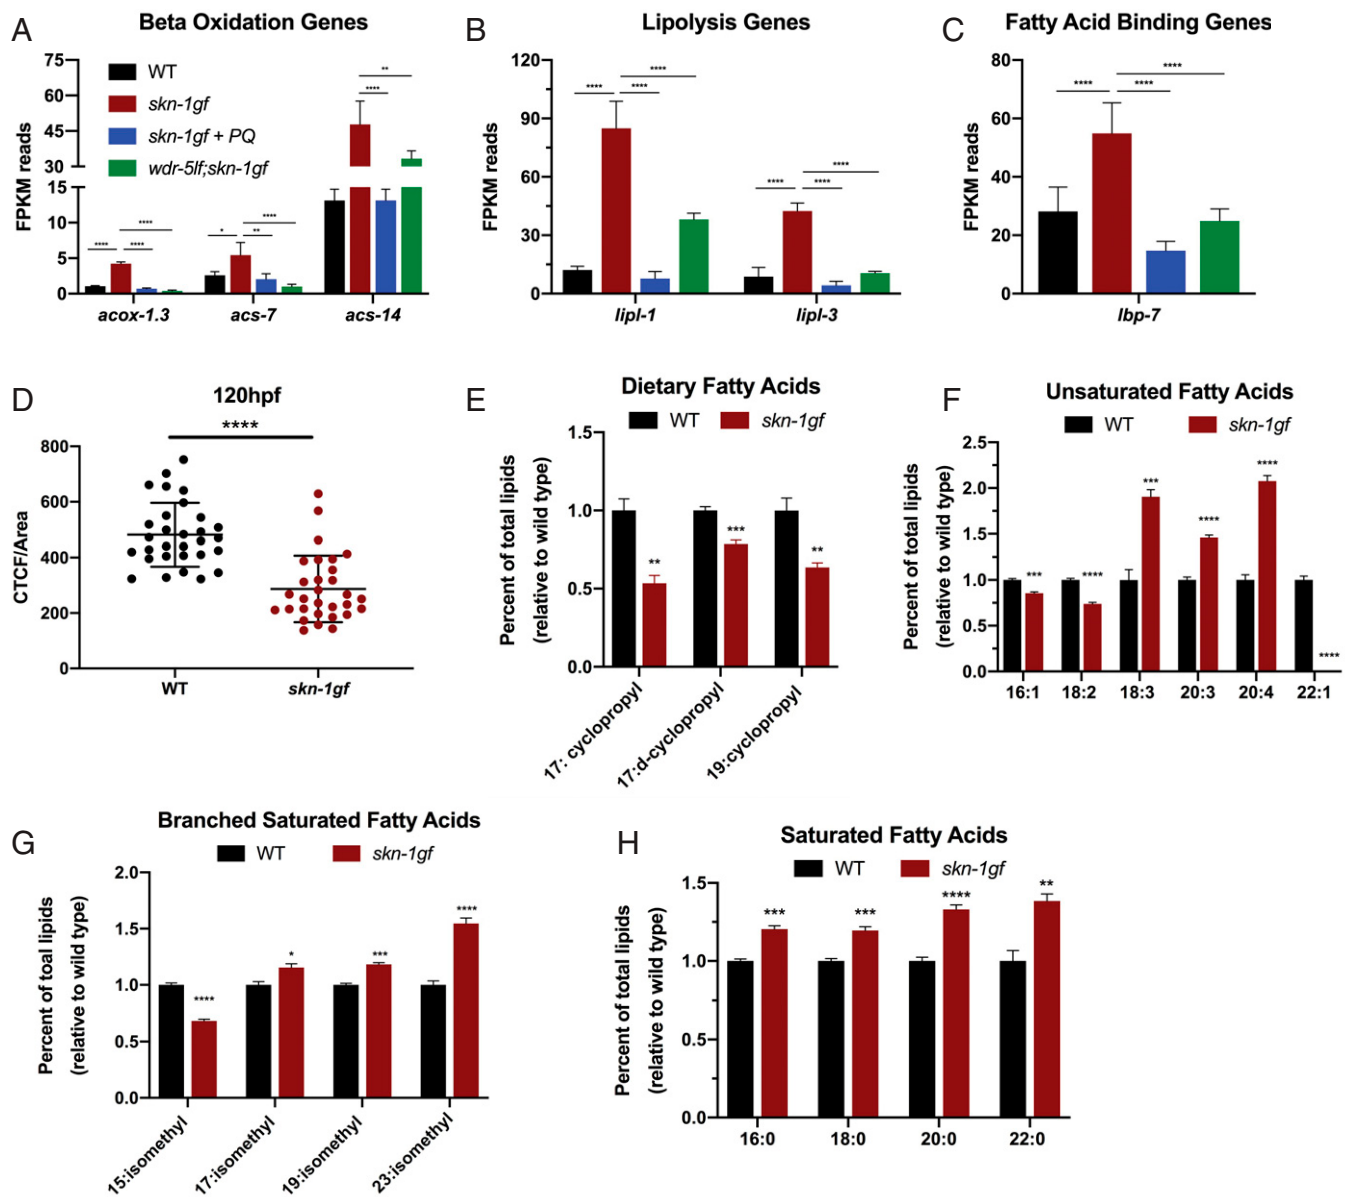 A
Beta Oxidation Genes
FPKM reads
75
60
45
30
15
10
5
0
WT
skn-1gf
skn-1gf + PQ
wdr-5lf;skn-1gf
**** **** ****
* ** ****
**** **
acox-1.3 acs-7 acs-14
B
Lipolysis Genes
FPKM reads
120
90
60
30
0
**** **** ****
**** **** ****
lipl-1 lipl-3
C
Fatty Acid Binding Genes
FPKM reads
80
60
40
20
0
**** **** ****
lbp-7
D
120hpf
****
CTCF/Area
800
600
400
200
0
WT skn-1gf
E
Dietary Fatty Acids
WT skn-1gf
Percent of total lipids
(relative to wild type)
1.5
1.0
0.5
0.0
** *** **
17: cyclopropyl
17:d-cyclopropyl
19:cyclopropyl
F
Unsaturated Fatty Acids
WT skn-1gf
Percent of total lipids
(relative to wild type)
2.5
2.0
1.5
1.0
0.5
0.0
*** **** *** **** **** ****
16:1 18:2 18:3 20:3 20:4 22:1
G
Branched Saturated Fatty Acids
WT skn-1gf
Percent of toal lipids
(relative to wild type)
2.0
1.5
1.0
0.5
0.0
**** * *** ****
15:isomethyl
17:isomethyl
19:isomethyl
23:isomethyl
H
Saturated Fatty Acids
WT skn-1gf
Percent of total lipids
(relative to wild type)
1.5
1.0
0.5
0.0
*** *** **** **
16:0 18:0 20:0 22:0